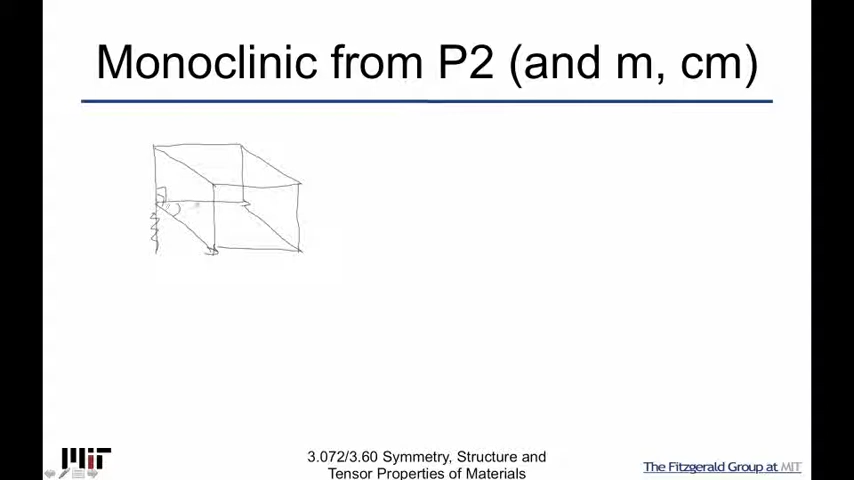 Monoclinic from P2 (and m, cm)
MIT
3.072/3.60 Symmetry, Structure and
Tensor Properties of Materials
The Fitzgerald Group at MIT